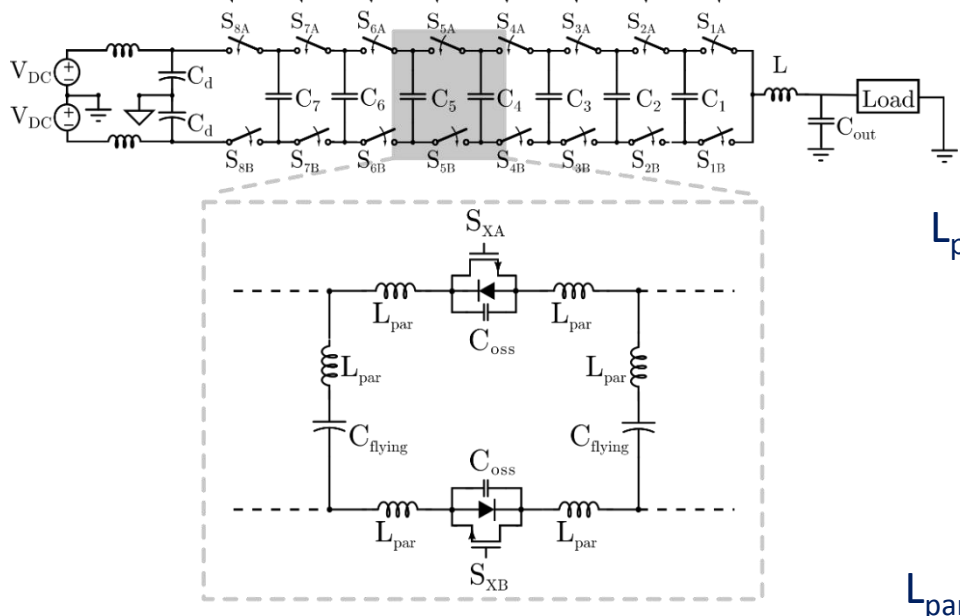 S8A S7A S6A S5A S4A S3A S2A S1A
VDC Cd C7 C6 C5 C4 C3 C2 C1 L Load
VDC Cd Cout
S8B S7B S6B S5B S4B S3B S2B S1B
SXA
Lpar Lpar
Coss
Lpar Lpar
Cflying Cflying
Coss
Lpar Lpar
SXB
Lp
Lpar